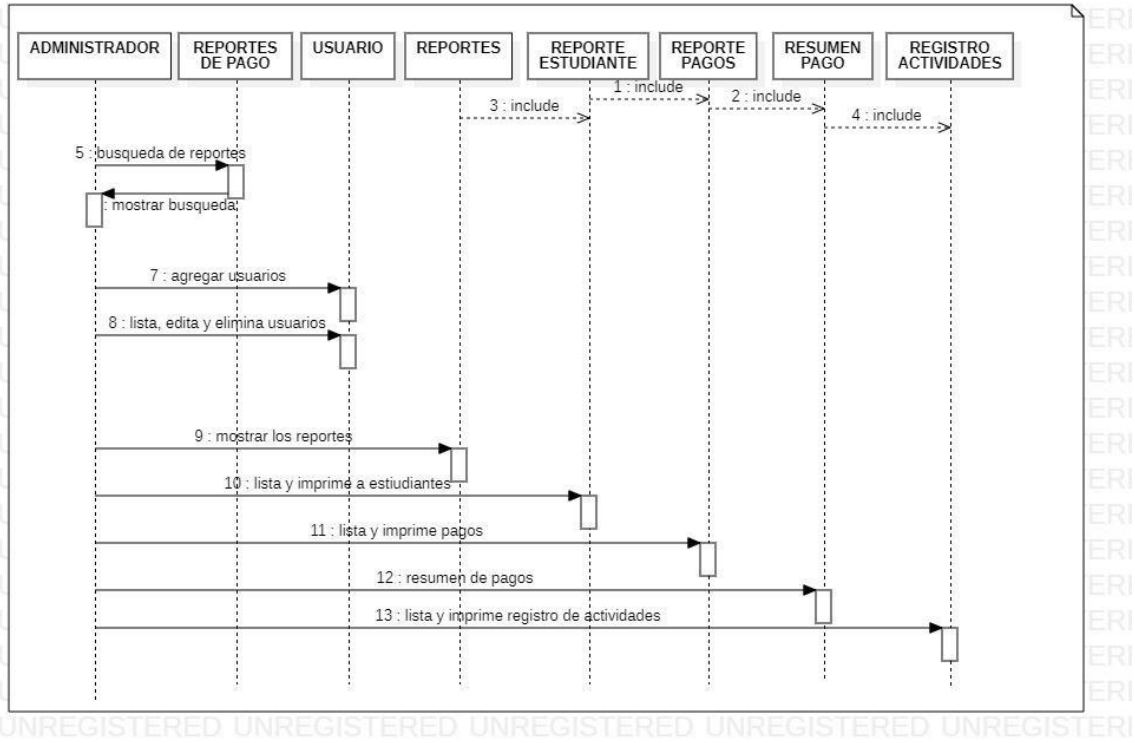 ADMINISTRADOR
REPORTES
DE PAGO
USUARIO
REPORTES
REPORTE
ESTUDIANTE
REPORTE
PAGOS
RESUMEN
PAGO
REGISTRO
ACTIVIDADES
1 : include
2 : include
3 : include
4 : include
5 : busqueda de reportes
: mostrar busqueda
7 : agregar usuarios
8 : lista, edita y elimina usuarios
9 : mostrar los reportes
10 : lista y imprime a estiudiantes
11 : lista y imprime pagos
12 : resumen de pagos
13 : lista y imprime registro de actividades
UNREGISTERED UNREGISTERED UNREGISTERED UNREGISTERED UNREGISTERI